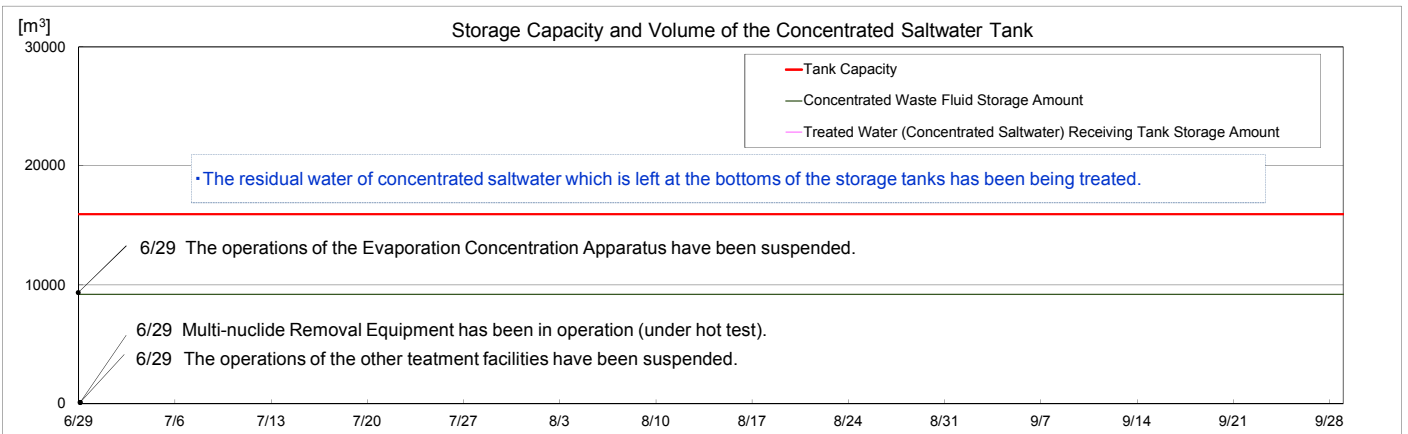 [m³]
Storage Capacity and Volume of the Concentrated Saltwater Tank
30000
Tank Capacity
Concentrated Waste Fluid Storage Amount
Treated Water (Concentrated Saltwater) Receiving Tank Storage Amount
20000
・The residual water of concentrated saltwater which is left at the bottoms of the storage tanks has been being treated.
6/29 The operations of the Evaporation Concentration Apparatus have been suspended.
10000
6/29 Multi-nuclide Removal Equipment has been in operation (under hot test).
6/29 The operations of the other teatment facilities have been suspended.
0
6/29 7/6 7/13 7/20 7/27 8/3 8/10 8/17 8/24 8/31 9/7 9/14 9/21 9/28